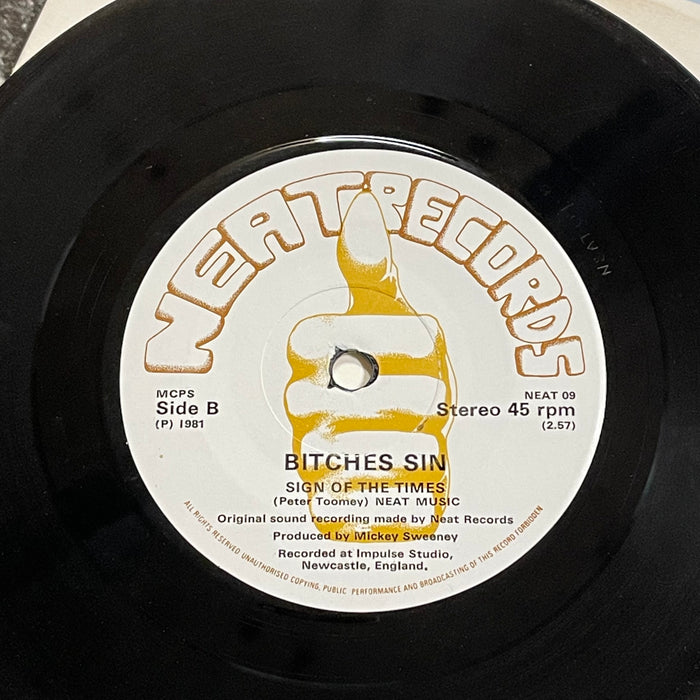 NEAT RECORDS
MCPS
Side B
(P) 1981
NEAT 09
Stereo 45 rpm
(2.57)
BITCHES SIN
SIGN OF THE TIMES
(Peter Toomey) NEAT MUSIC
Original sound recording made by Neat Records
Produced by Mickey Sweeney
Recorded at Impulse Studio,
Newcastle, England.
ALL RIGHTS RESERVED UNAUTHORISED COPYING, PUBLIC PERFORMANCE AND BROADCASTING OF THIS RECORD FORBIDDEN